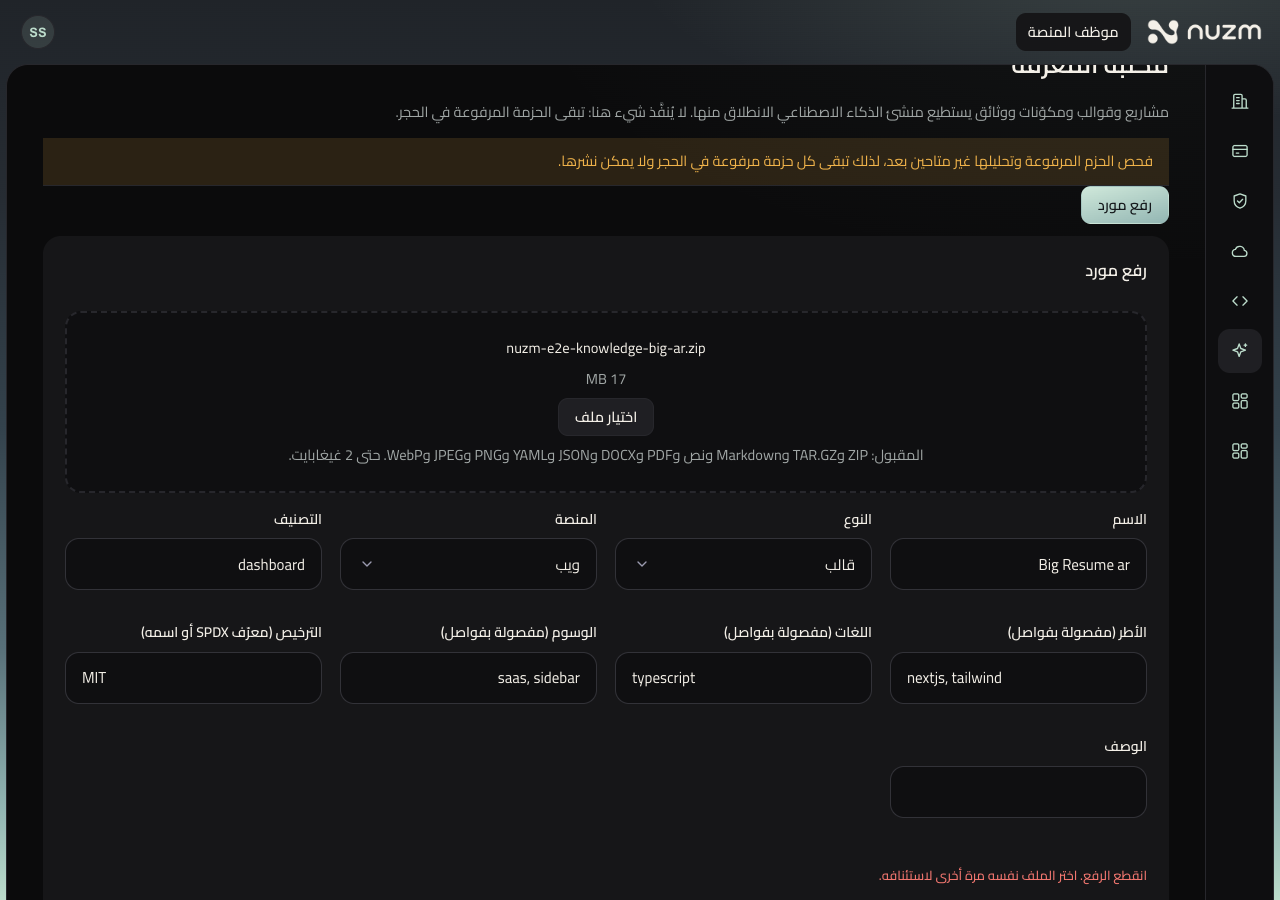 nuzm
موظف المنصة
SS
مكتبة المعرفة
مشاريع وقوالب ومكوّنات ووثائق يستطيع منشئ الذكاء الاصطناعي الانطلاق منها. لا يُنفَّذ شيء هنا: تبقى الحزمة المرفوعة في الحجر.
فحص الحزم المرفوعة وتحليلها غير متاحين بعد، لذلك تبقى كل حزمة مرفوعة في الحجر ولا يمكن نشرها.
رفع مورد
رفع مورد
nuzm-e2e-knowledge-big-ar.zip
17 MB
اختيار ملف
المقبول: ZIP وTAR.GZ وMarkdown ونص وPDF وDOCX وJSON وYAML وPNG وJPEG وWebP. حتى 2 غيغابايت.
الاسم
النوع
المنصة
التصنيف
Big Resume ar
قالب
ويب
dashboard
الأطر (مفصولة بفواصل)
اللغات (مفصولة بفواصل)
الوسوم (مفصولة بفواصل)
الترخيص (معرّف SPDX أو اسمه)
nextjs, tailwind
typescript
saas, sidebar
MIT
الوصف
انقطع الرفع. اختر الملف نفسه مرة أخرى لاستئنافه.